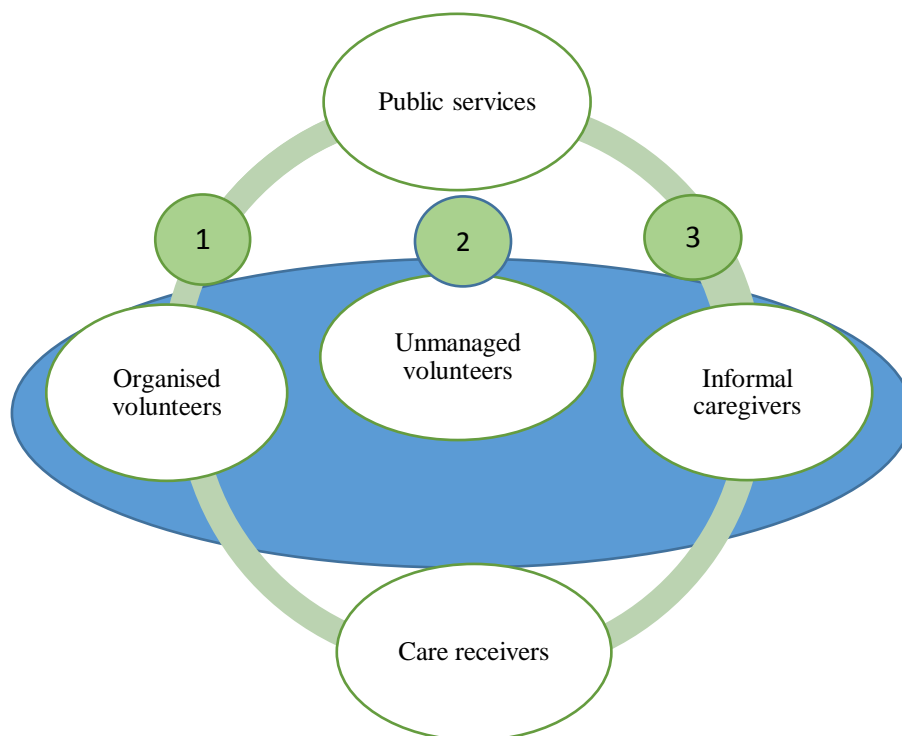 Public services
1
2
3
Organised
volunteers
Unmanaged
volunteers
Informal
caregivers
Care receivers